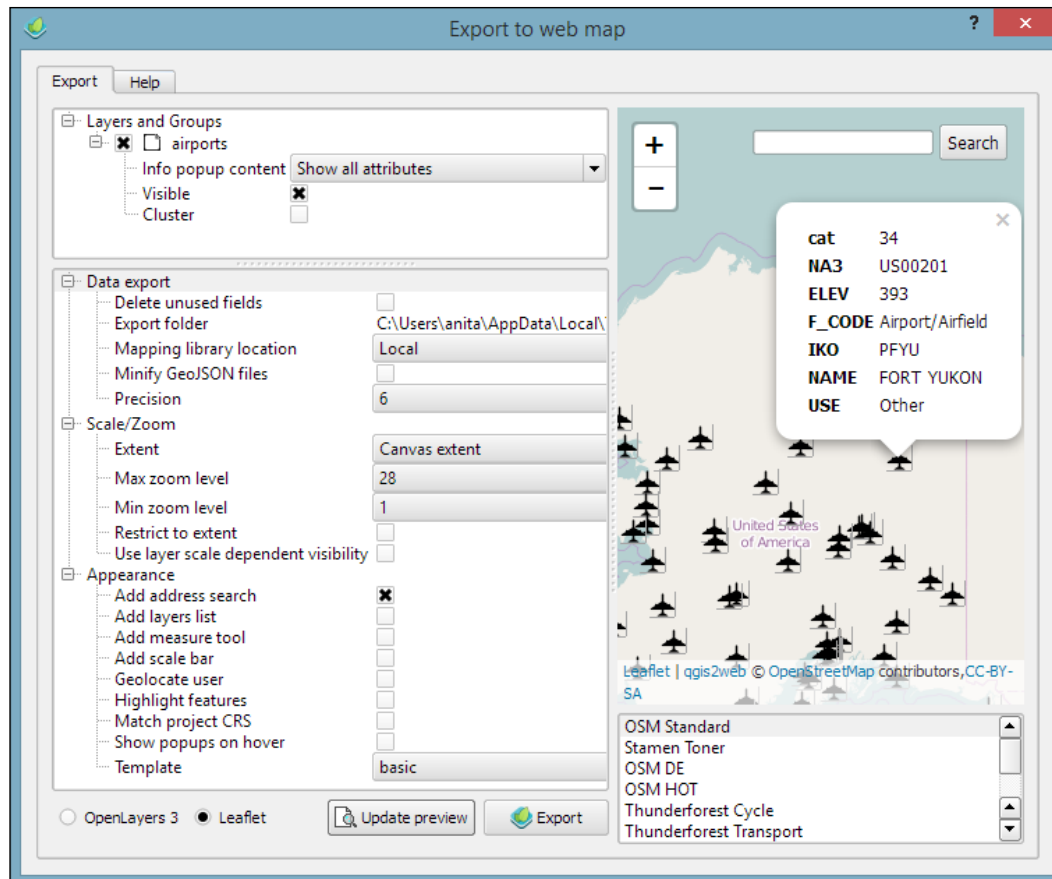 Export to web map
?
×
Export Help
Layers and Groups
airports
Info popup content Show all attributes
Visible
Cluster
Data export
Delete unused fields
Export folder C:\Users\anita\AppData\Local\
Mapping library location Local
Minify GeoJSON files
Precision 6
Scale/Zoom
Extent Canvas extent
Max zoom level 28
Min zoom level 1
Restrict to extent
Use layer scale dependent visibility
Appearance
Add address search
Add layers list
Add measure tool
Add scale bar
Geolocate user
Highlight features
Match project CRS
Show popups on hover
Template basic
OpenLayers 3 Leaflet Update preview Export
+
−
Search
×
cat 34
NA3 US00201
ELEV 393
F_CODE Airport/Airfield
IKO PFYU
NAME FORT YUKON
USE Other
United States
of America
Leaflet | qgis2web © OpenStreetMap contributors,CC-BY-
SA
OSM Standard
Stamen Toner
OSM DE
OSM HOT
Thunderforest Cycle
Thunderforest Transport